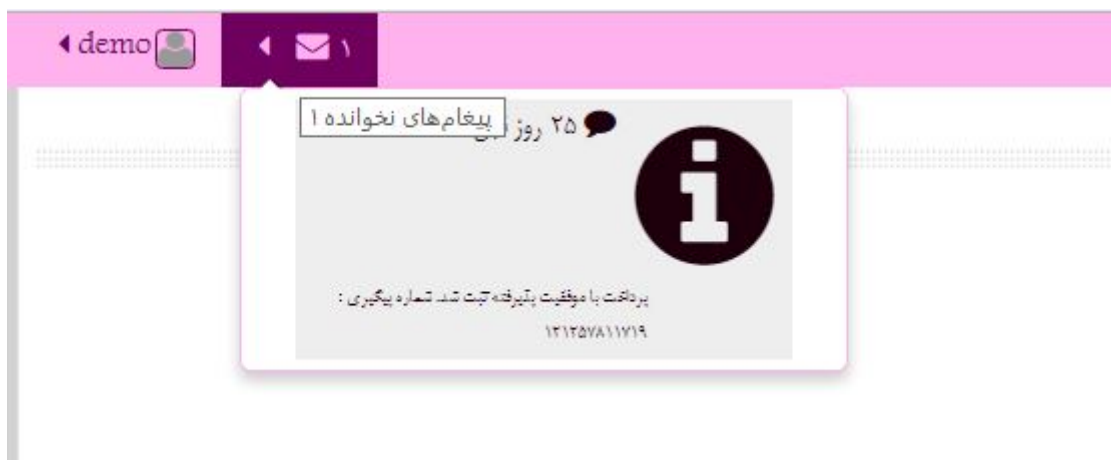 demo
۱
پیغام‌های نخوانده ۱
۲۵ روز
پرداخت با موفقیت پذیرفته ثبت شد. شماره پیگیری :
۱۲۱۲۵۷۸۱۱۷۱۹